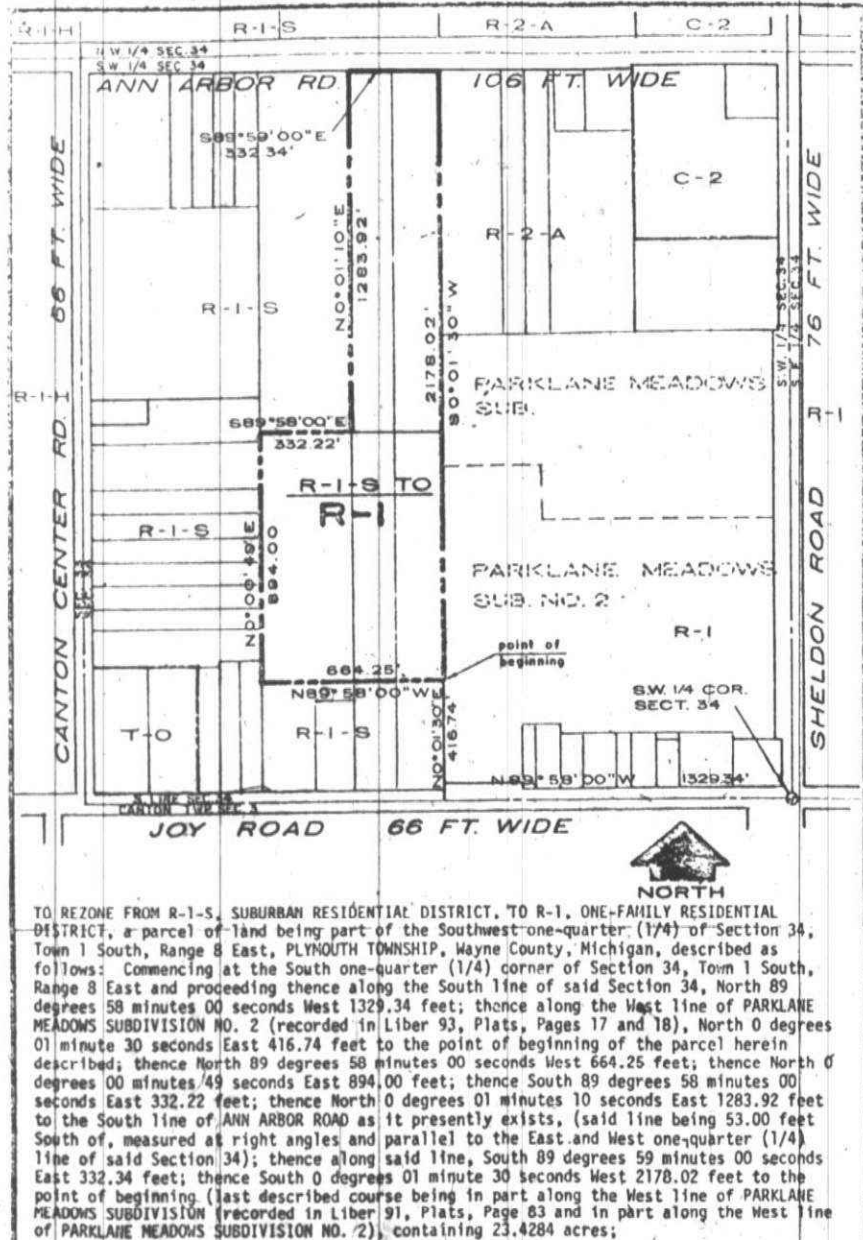 R-1-H
R-1-S
R-2-A
C-2
N.W. 1/4 SEC. 34
S.W. 1/4 SEC. 34
ANN ARBOR RD.
106 FT. WIDE
S89°59'00"E
332.34'
66 FT. WIDE
76 FT. WIDE
C-2
R-2-A
N0°01'10"E
1283.92'
2178.02'
S0°01'30"W
S.W. 1/4 SEC. 34
S.E. 1/4 SEC. 34
R-1-S
R-1-H
PARKLANE MEADOWS
SUB.
R-1
S89°58'00"E
332.22'
R-1-S TO
R-1
CANTON CENTER RD.
R-1-S
N0°00'49"E
894.00
PARKLANE MEADOWS
SUB. NO. 2
R-1
SHELDON ROAD
point of
beginning
664.25'
N89°58'00"W
S.W. 1/4 COR.
SECT. 34
T-O
R-1-S
N0°01'30"E
416.74'
N89°58'00"W 1329.34'
S. LINE SEC. 34
CANTON TWP. SEC. 3
JOY ROAD 66 FT. WIDE
NORTH
TO REZONE FROM R-1-S, SUBURBAN RESIDENTIAL DISTRICT, TO R-1, ONE-FAMILY RESIDENTIAL
DISTRICT, a parcel of land being part of the Southwest one-quarter (1/4) of Section 34,
Town 1 South, Range 8 East, PLYMOUTH TOWNSHIP, Wayne County, Michigan, described as
follows: Commencing at the South one-quarter (1/4) corner of Section 34, Town 1 South,
Range 8 East and proceeding thence along the South line of said Section 34, North 89
degrees 58 minutes 00 seconds West 1329.34 feet; thence along the West line of PARKLANE
MEADOWS SUBDIVISION NO. 2 (recorded in Liber 93, Plats, Pages 17 and 18), North 0 degrees
01 minute 30 seconds East 416.74 feet to the point of beginning of the parcel herein
described; thence North 89 degrees 58 minutes 00 seconds West 664.25 feet; thence North 0
degrees 00 minutes 49 seconds East 894.00 feet; thence South 89 degrees 58 minutes 00
seconds East 332.22 feet; thence North 0 degrees 01 minutes 10 seconds East 1283.92 feet
to the South line of ANN ARBOR ROAD as it presently exists, (said line being 53.00 feet
South of, measured at right angles and parallel to the East and West one-quarter (1/4)
line of said Section 34); thence along said line, South 89 degrees 59 minutes 00 seconds
East 332.34 feet; thence South 0 degrees 01 minute 30 seconds West 2178.02 feet to the
point of beginning (last described course being in part along the West line of PARKLANE
MEADOWS SUBDIVISION (recorded in Liber 91, Plats, Page 83 and in part along the West line
of PARKLANE MEADOWS SUBDIVISION NO. 2), containing 23.4284 acres;